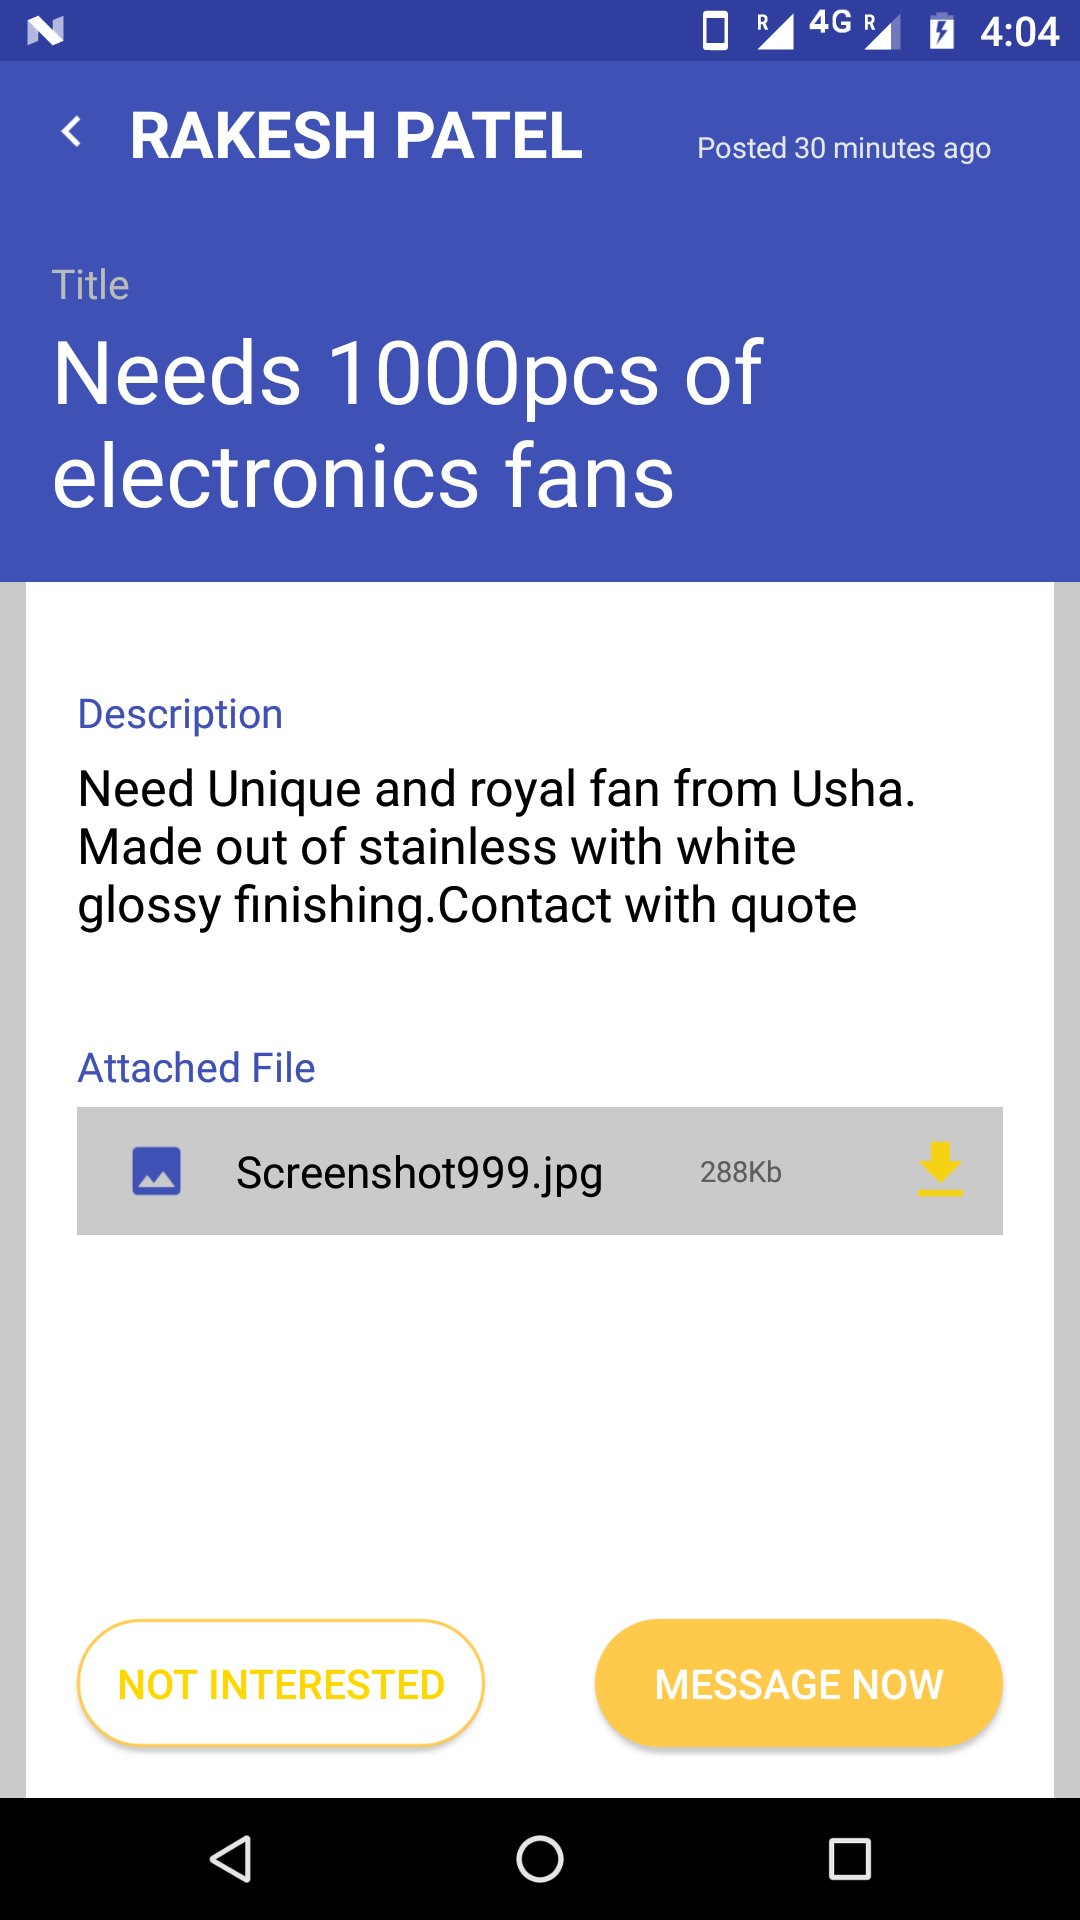 R 4G R 4:04
RAKESH PATEL Posted 30 minutes ago
Title
Needs 1000pcs of
electronics fans
Description
Need Unique and royal fan from Usha.
Made out of stainless with white
glossy finishing.Contact with quote
Attached File
Screenshot999.jpg 288Kb
NOT INTERESTED MESSAGE NOW